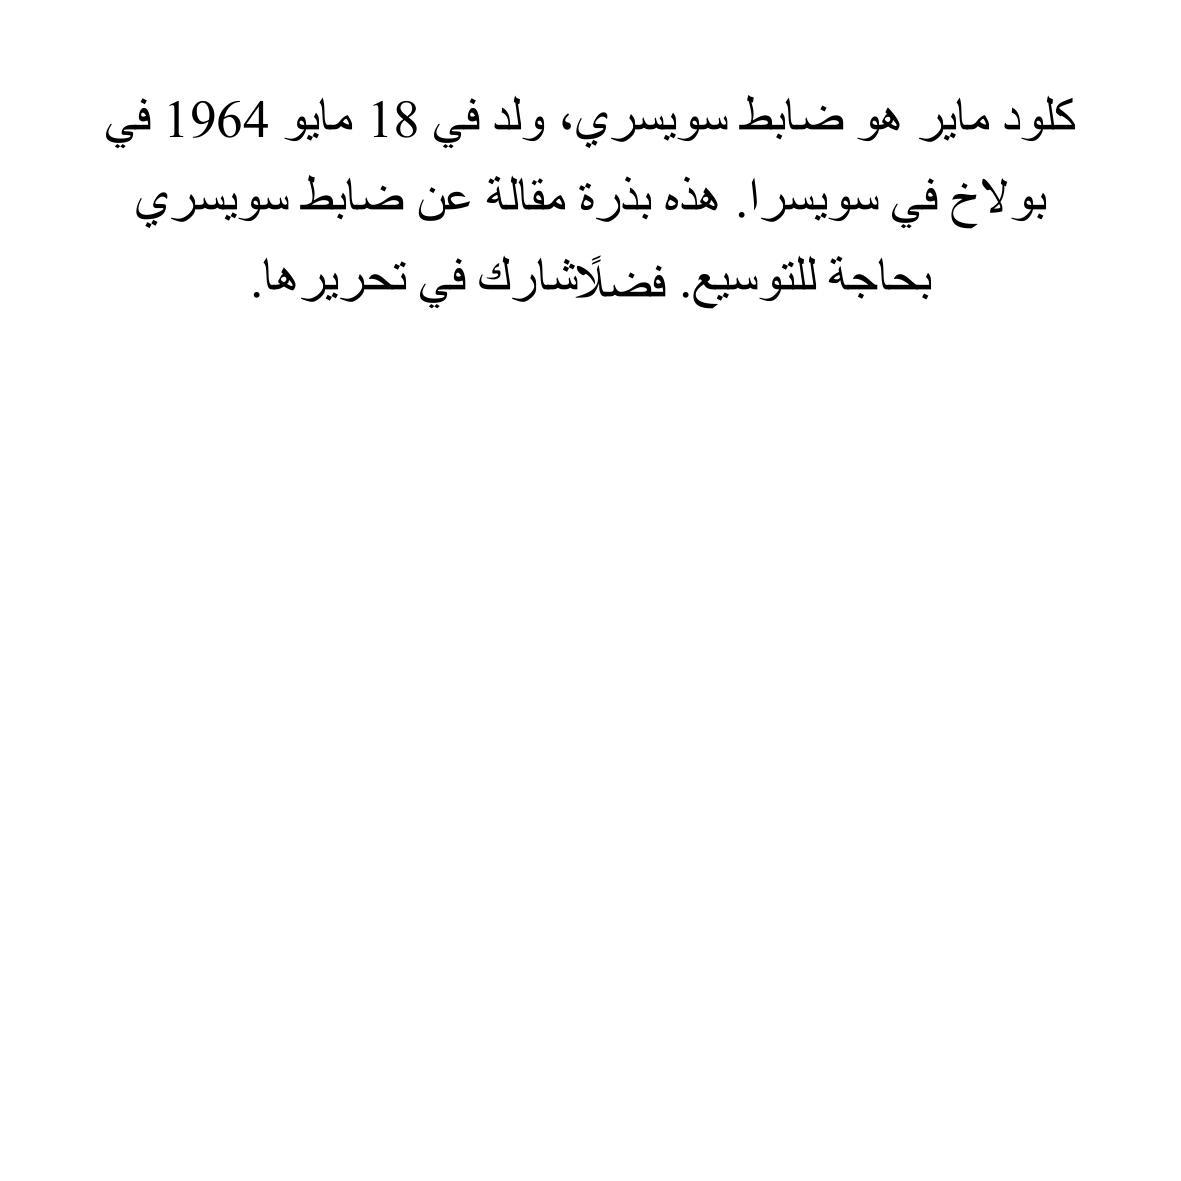 كلود ماير هو ضابط سويسري، ولد في 18 مايو 1964 في
بولاخ في سويسرا. هذه بذرة مقالة عن ضابط سويسري
بحاجة للتوسيع. فضلًاشارك في تحريرها.